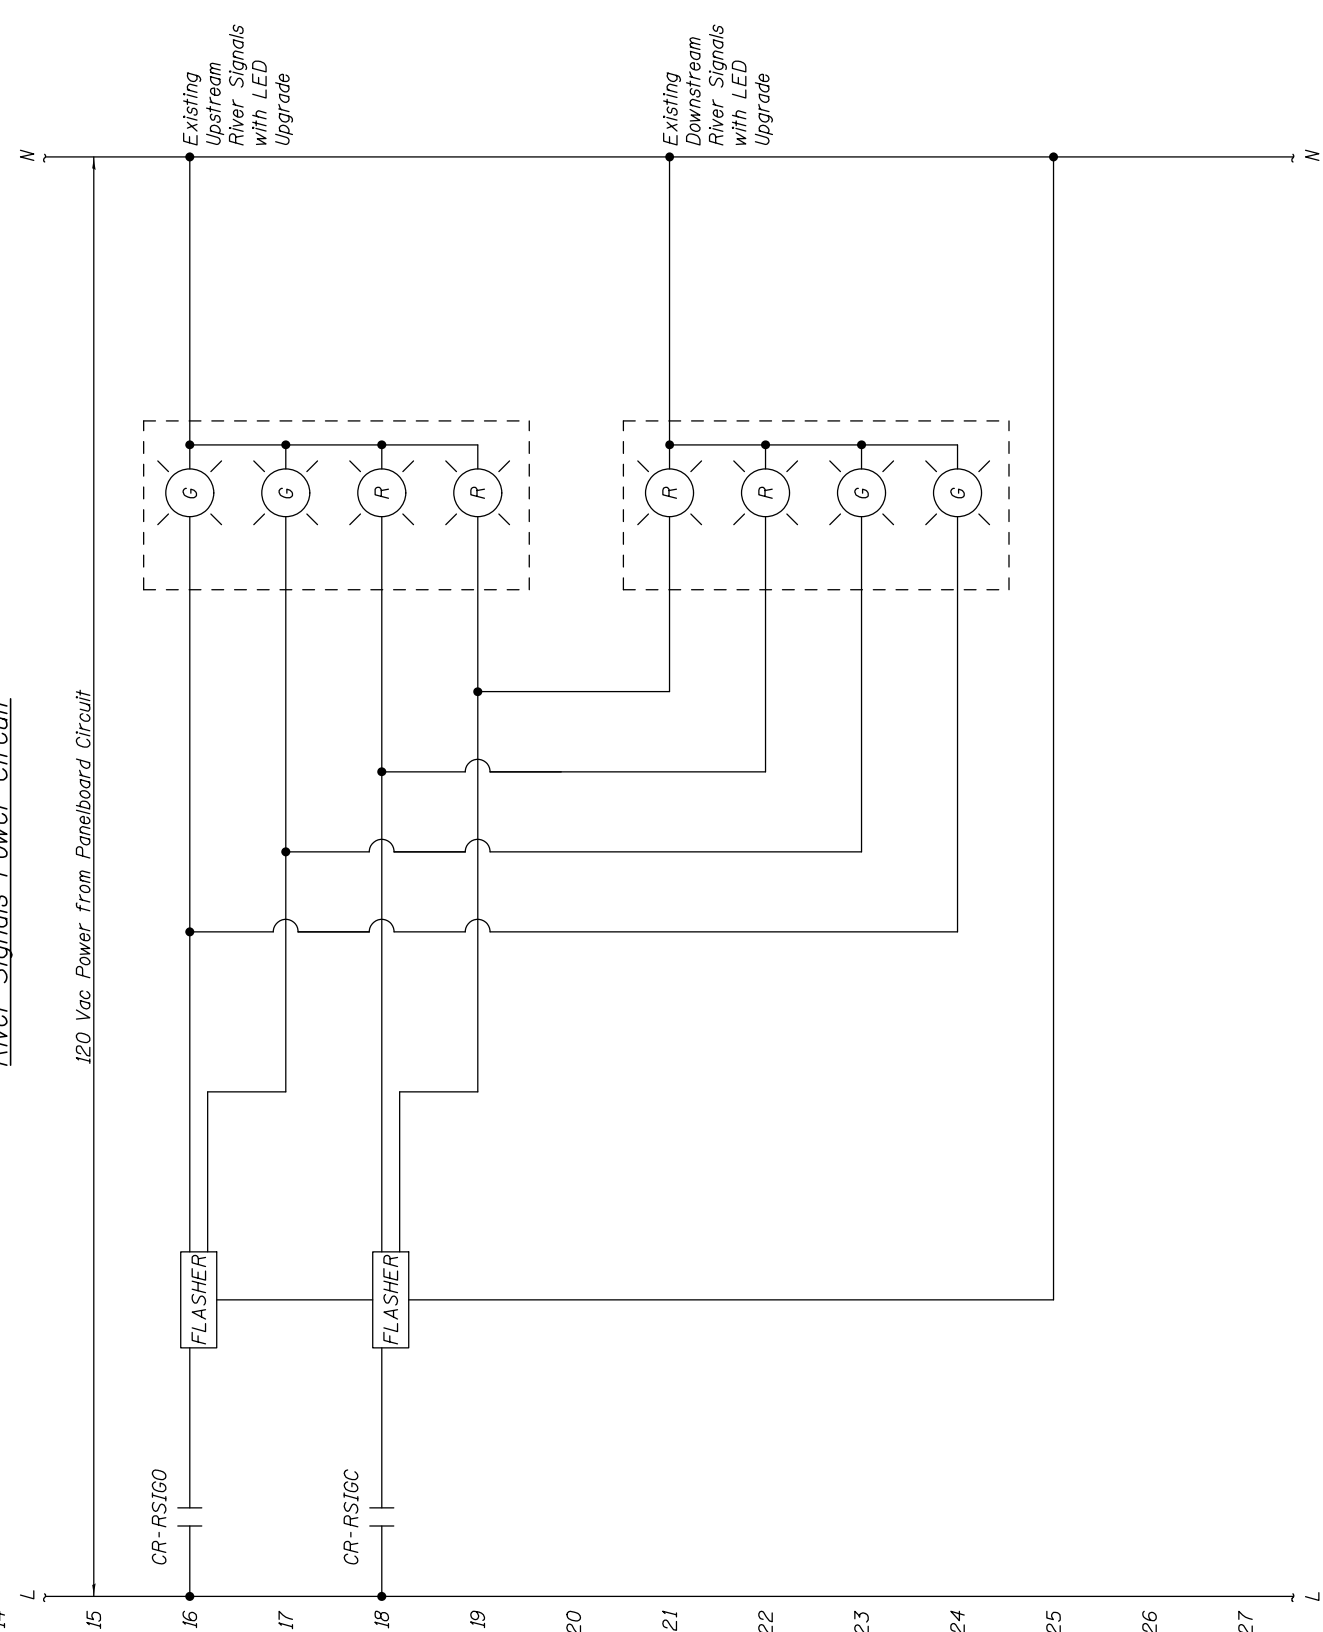 River Signals Power Circuit
120 Vac Power from Panelboard Circuit
L
N
14
15
16
CR-RSIGO
FLASHER
G
Existing
Upstream
River Signals
with LED
Upgrade
17
G
18
CR-RSIGC
FLASHER
R
19
R
20
21
R
Existing
Downstream
River Signals
with LED
Upgrade
22
R
23
G
24
G
25
26
27
L
N